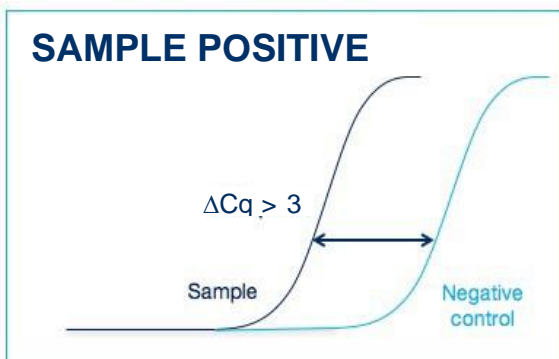 SAMPLE POSITIVE
ΔCq > 3
Sample
Negative
control